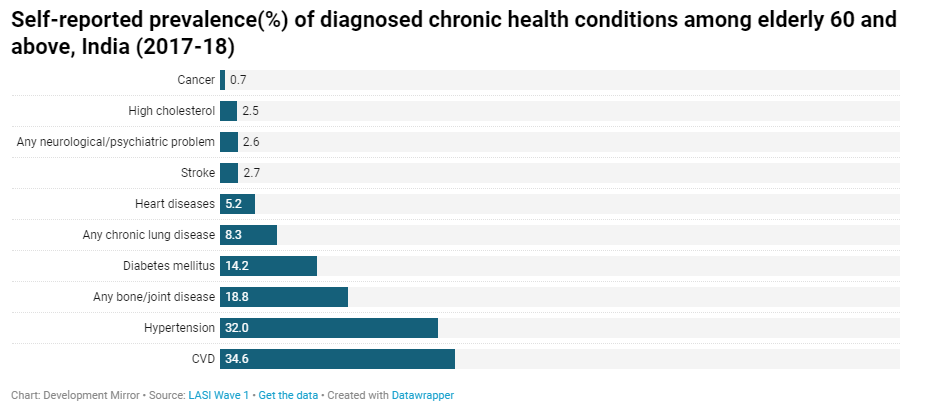 Self-reported prevalence(%) of diagnosed chronic health conditions among elderly 60 and
above, India (2017-18)
Cancer 0.7
High cholesterol 2.5
Any neurological/psychiatric problem 2.6
Stroke 2.7
Heart diseases 5.2
Any chronic lung disease 8.3
Diabetes mellitus 14.2
Any bone/joint disease 18.8
Hypertension 32.0
CVD 34.6
Chart: Development Mirror • Source: LASI Wave 1 • Get the data • Created with Datawrapper